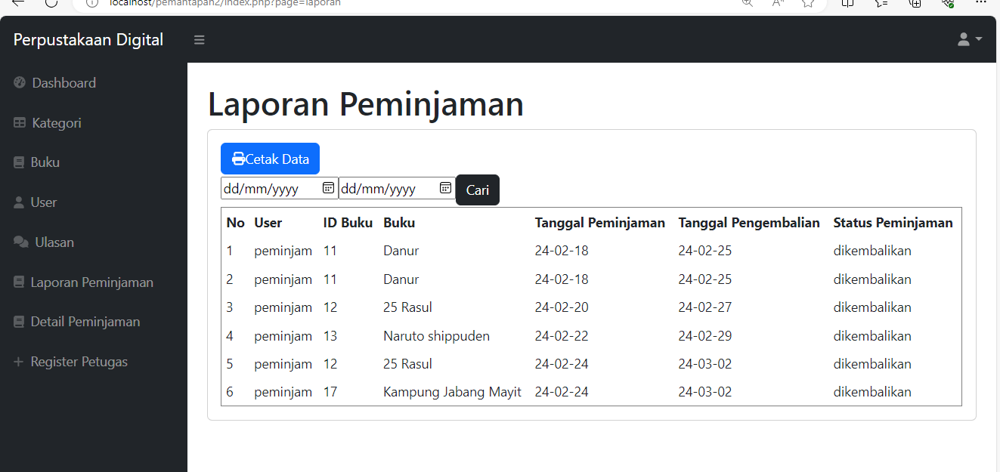 localhost/pemantapan2/index.php?page=laporan
Perpustakaan Digital
Dashboard
Kategori
Buku
User
Ulasan
Laporan Peminjaman
Detail Peminjaman
Register Petugas
Laporan Peminjaman
Cetak Data
dd/mm/yyyy dd/mm/yyyy Cari
No User ID Buku Buku Tanggal Peminjaman Tanggal Pengembalian Status Peminjaman
1 peminjam 11 Danur 24-02-18 24-02-25 dikembalikan
2 peminjam 11 Danur 24-02-18 24-02-25 dikembalikan
3 peminjam 12 25 Rasul 24-02-20 24-02-27 dikembalikan
4 peminjam 13 Naruto shippuden 24-02-22 24-02-29 dikembalikan
5 peminjam 12 25 Rasul 24-02-24 24-03-02 dikembalikan
6 peminjam 17 Kampung Jabang Mayit 24-02-24 24-03-02 dikembalikan